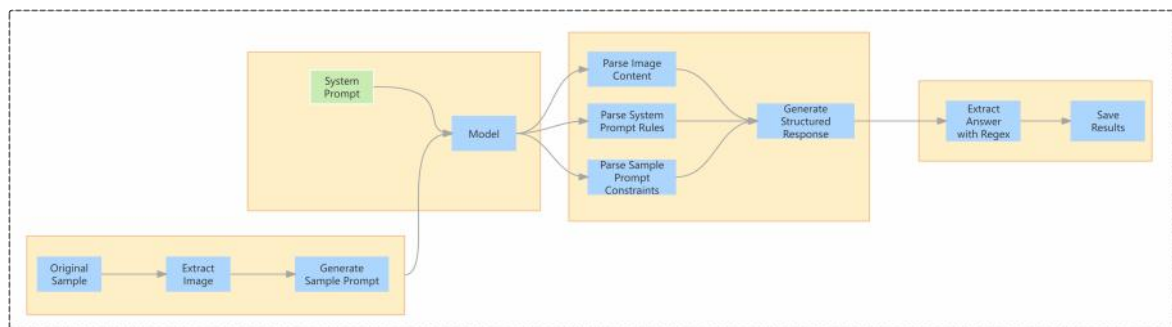 System
Prompt
Model
Parse Image
Content
Parse System
Prompt Rules
Parse Sample
Prompt
Constraints
Generate
Structured
Response
Extract
Answer
with Regex
Save
Results
Original
Sample
Extract
Image
Generate
Sample Prompt